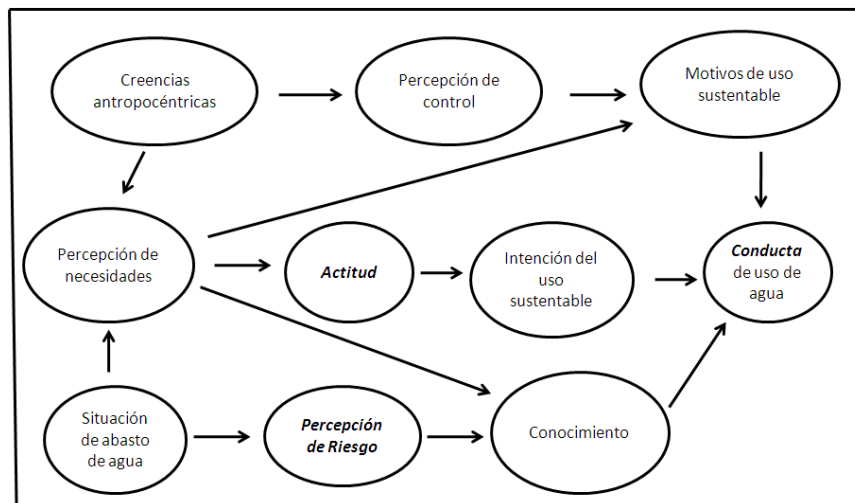 Creencias
antropocéntricas
Percepción de
control
Motivos de uso
sustentable
Percepción de
necesidades
Actitud
Intención del
uso
sustentable
Conducta
de uso de
agua
Situación
de abasto
de agua
Percepción
de Riesgo
Conocimiento